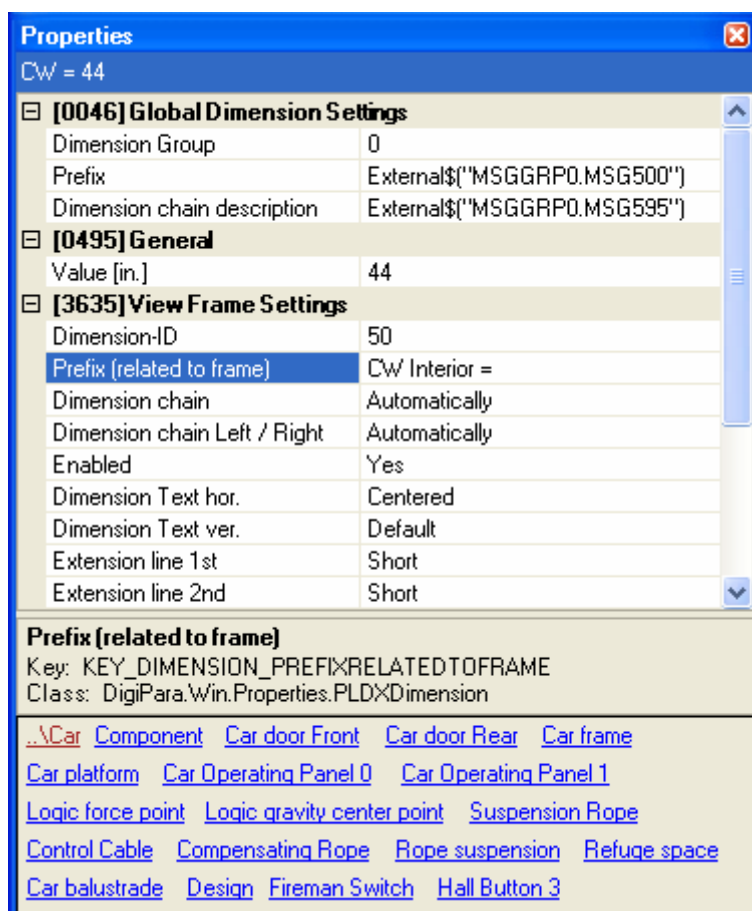 Properties
CW = 44
[0046] Global Dimension Settings
Dimension Group 0
Prefix External$("MSGGRP0.MSG500")
Dimension chain description External$("MSGGRP0.MSG595")
[0495] General
Value [in.] 44
[3635] View Frame Settings
Dimension-ID 50
Prefix (related to frame) CW Interior =
Dimension chain Automatically
Dimension chain Left / Right Automatically
Enabled Yes
Dimension Text hor. Centered
Dimension Text ver. Default
Extension line 1st Short
Extension line 2nd Short
Prefix (related to frame)
Key: KEY_DIMENSION_PREFIXRELATEDTOFRAME
Class: DigiPara.Win.Properties.PLDXDimension
..\Car Component Car door Front Car door Rear Car frame
Car platform Car Operating Panel 0 Car Operating Panel 1
Logic force point Logic gravity center point Suspension Rope
Control Cable Compensating Rope Rope suspension Refuge space
Car balustrade Design Fireman Switch Hall Button 3